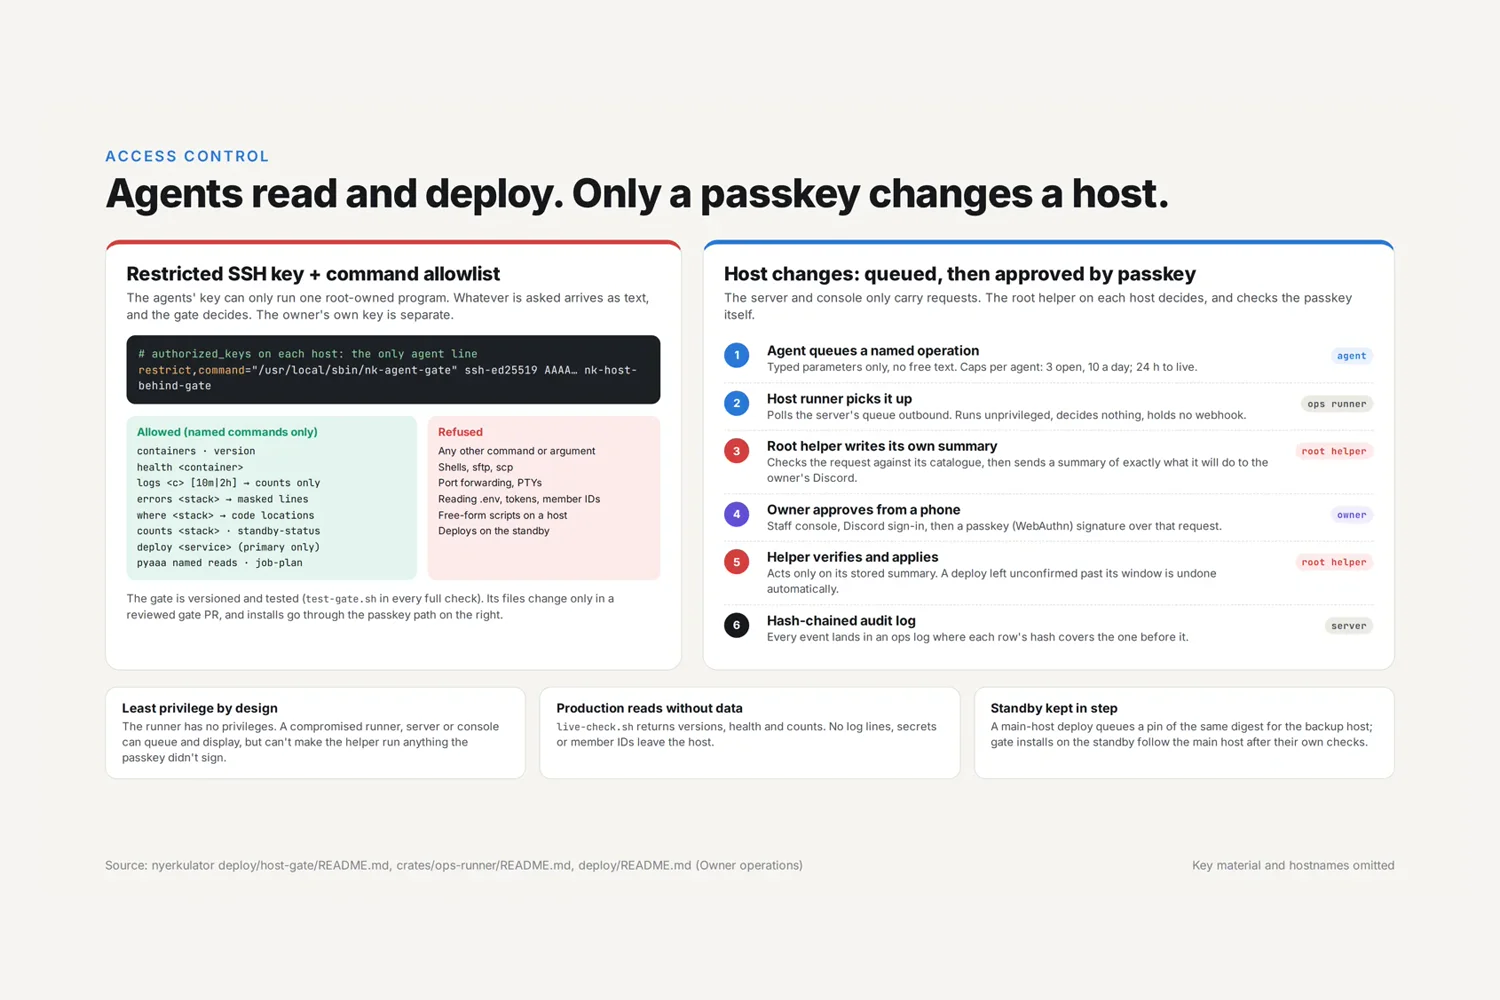 ACCESS CONTROL
Agents read and deploy. Only a passkey changes a host.
Restricted SSH key + command allowlist
The agents' key can only run one root-owned program. Whatever is asked arrives as text,
and the gate decides. The owner's own key is separate.
# authorized_keys on each host: the only agent line
restrict,command="/usr/local/sbin/nk-agent-gate" ssh-ed25519 AAAA… nk-host-
behind-gate
Allowed (named commands only)
containers · version
health <container>
logs <c> [10m|2h] → counts only
errors <stack> → masked lines
where <stack> → code locations
counts <stack> · standby-status
deploy <service> (primary only)
pyaaa named reads · job-plan
Refused
Any other command or argument
Shells, sftp, scp
Port forwarding, PTYs
Reading .env, tokens, member IDs
Free-form scripts on a host
Deploys on the standby
The gate is versioned and tested (test-gate.sh in every full check). Its files change only in a
reviewed gate PR, and installs go through the passkey path on the right.
Host changes: queued, then approved by passkey
The server and console only carry requests. The root helper on each host decides, and checks the passkey
itself.
1
Agent queues a named operation
Typed parameters only, no free text. Caps per agent: 3 open, 10 a day; 24 h to live.
agent
2
Host runner picks it up
Polls the server's queue outbound. Runs unprivileged, decides nothing, holds no webhook.
ops runner
3
Root helper writes its own summary
Checks the request against its catalogue, then sends a summary of exactly what it will do to the
owner's Discord.
root helper
4
Owner approves from a phone
Staff console, Discord sign-in, then a passkey (WebAuthn) signature over that request.
owner
5
Helper verifies and applies
Acts only on its stored summary. A deploy left unconfirmed past its window is undone
automatically.
root helper
6
Hash-chained audit log
Every event lands in an ops log where each row's hash covers the one before it.
server
Least privilege by design
The runner has no privileges. A compromised runner, server or console
can queue and display, but can't make the helper run anything the
passkey didn't sign.
Production reads without data
live-check.sh returns versions, health and counts. No log lines, secrets
or member IDs leave the host.
Standby kept in step
A main-host deploy queues a pin of the same digest for the backup host;
gate installs on the standby follow the main host after their own checks.
Source: nyerkulator deploy/host-gate/README.md, crates/ops-runner/README.md, deploy/README.md (Owner operations)
Key material and hostnames omitted